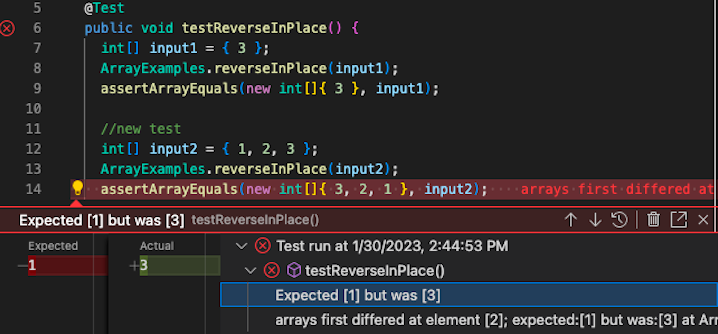 5 @Test
6 public void testReverseInPlace() {
7 int[] input1 = { 3 };
8 ArrayExamples.reverseInPlace(input1);
9 assertArrayEquals(new int[]{ 3 }, input1);
10
11 //new test
12 int[] input2 = { 1, 2, 3 };
13 ArrayExamples.reverseInPlace(input2);
14 assertArrayEquals(new int[]{ 3, 2, 1 }, input2); arrays first differed at
Expected [1] but was [3] testReverseInPlace()
Expected Actual Test run at 1/30/2023, 2:44:53 PM
−1 +3 testReverseInPlace()
Expected [1] but was [3]
arrays first differed at element [2]; expected:[1] but was:[3] at Arr